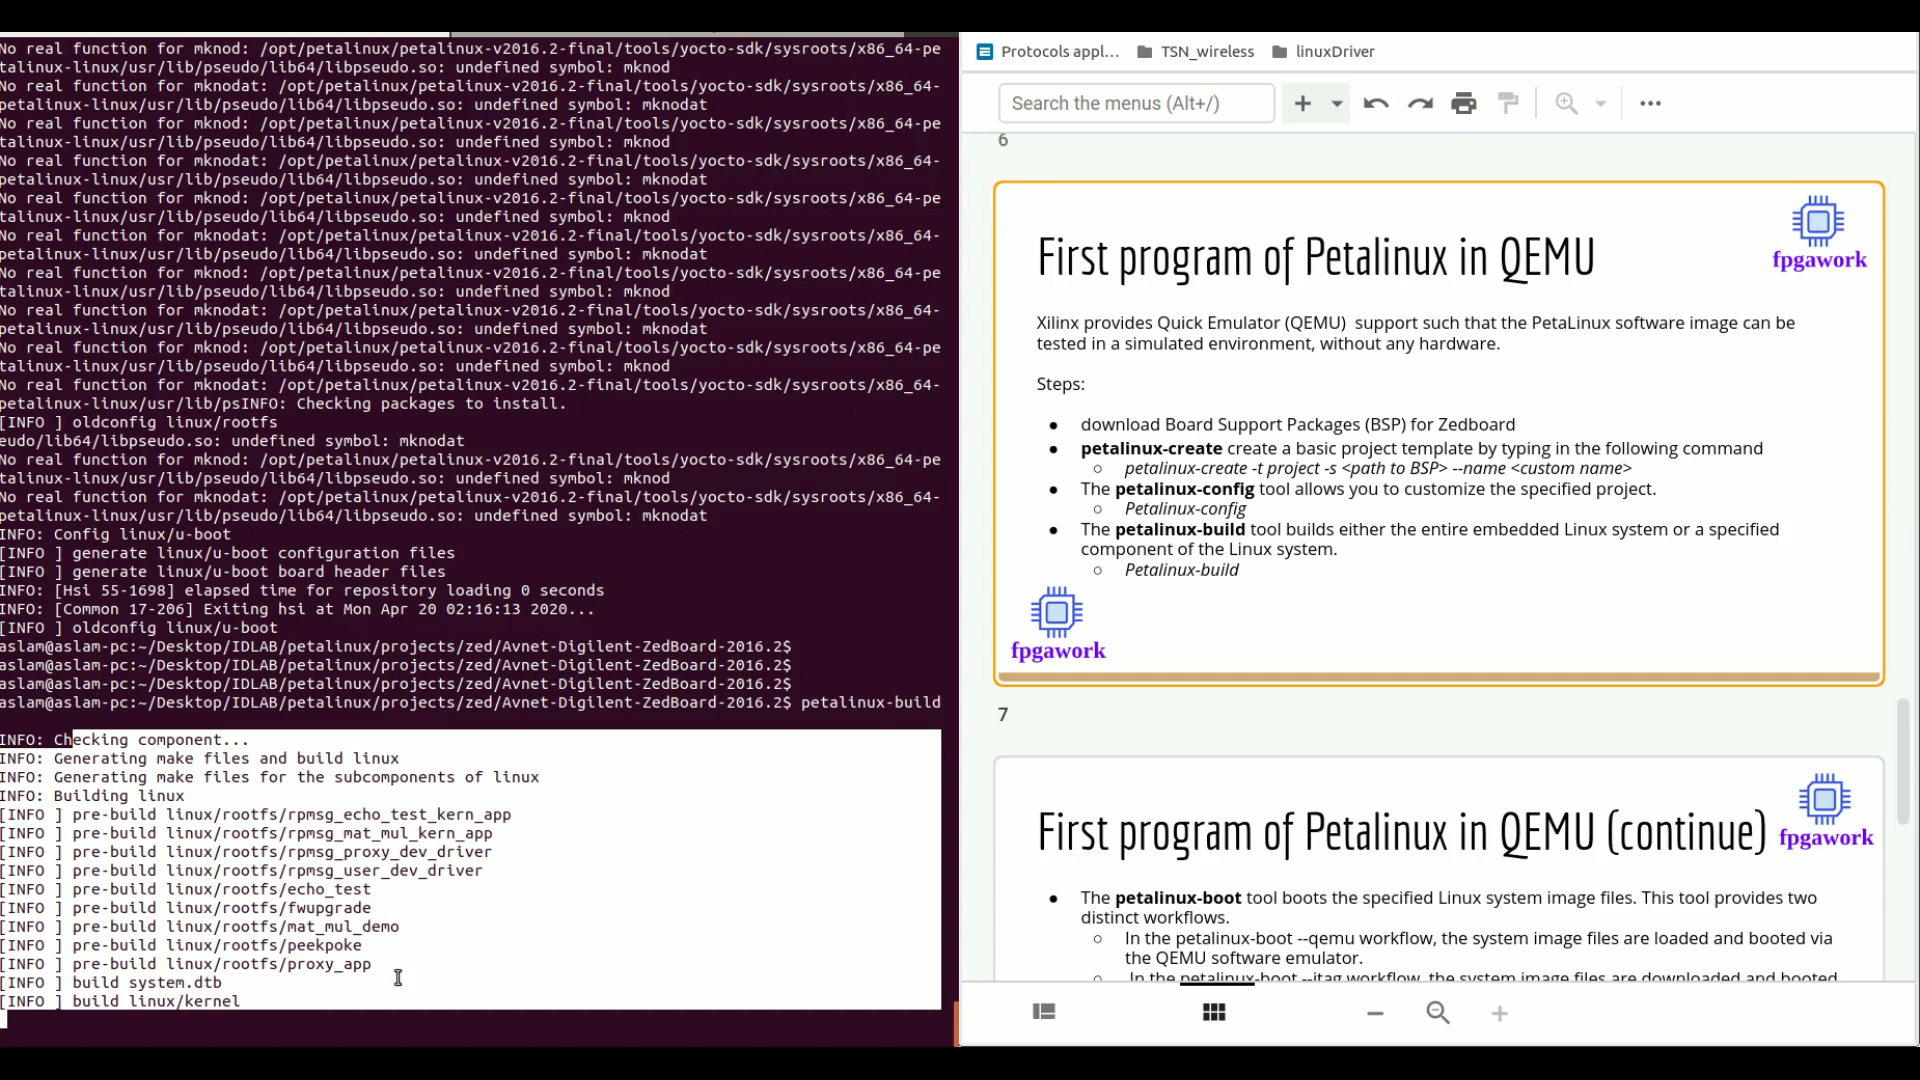 No real function for mknod: /opt/petalinux/petalinux-v2016.2-final/tools/yocto-sdk/sysroots/x86_64-pe
talinux-linux/usr/lib/pseudo/lib64/libpseudo.so: undefined symbol: mknod
No real function for mknodat: /opt/petalinux/petalinux-v2016.2-final/tools/yocto-sdk/sysroots/x86_64-
petalinux-linux/usr/lib/pseudo/lib64/libpseudo.so: undefined symbol: mknodat
No real function for mknod: /opt/petalinux/petalinux-v2016.2-final/tools/yocto-sdk/sysroots/x86_64-pe
talinux-linux/usr/lib/pseudo/lib64/libpseudo.so: undefined symbol: mknod
No real function for mknodat: /opt/petalinux/petalinux-v2016.2-final/tools/yocto-sdk/sysroots/x86_64-
petalinux-linux/usr/lib/pseudo/lib64/libpseudo.so: undefined symbol: mknodat
No real function for mknod: /opt/petalinux/petalinux-v2016.2-final/tools/yocto-sdk/sysroots/x86_64-pe
talinux-linux/usr/lib/pseudo/lib64/libpseudo.so: undefined symbol: mknod
No real function for mknodat: /opt/petalinux/petalinux-v2016.2-final/tools/yocto-sdk/sysroots/x86_64-
petalinux-linux/usr/lib/pseudo/lib64/libpseudo.so: undefined symbol: mknodat
No real function for mknod: /opt/petalinux/petalinux-v2016.2-final/tools/yocto-sdk/sysroots/x86_64-pe
talinux-linux/usr/lib/pseudo/lib64/libpseudo.so: undefined symbol: mknod
No real function for mknodat: /opt/petalinux/petalinux-v2016.2-final/tools/yocto-sdk/sysroots/x86_64-
petalinux-linux/usr/lib/pseudo/lib64/libpseudo.so: undefined symbol: mknodat
No real function for mknod: /opt/petalinux/petalinux-v2016.2-final/tools/yocto-sdk/sysroots/x86_64-pe
talinux-linux/usr/lib/pseudo/lib64/libpseudo.so: undefined symbol: mknod
No real function for mknodat: /opt/petalinux/petalinux-v2016.2-final/tools/yocto-sdk/sysroots/x86_64-
petalinux-linux/usr/lib/psINFO: Checking packages to install.
[INFO ] oldconfig linux/rootfs
eudo/lib64/libpseudo.so: undefined symbol: mknodat
No real function for mknod: /opt/petalinux/petalinux-v2016.2-final/tools/yocto-sdk/sysroots/x86_64-pe
talinux-linux/usr/lib/pseudo/lib64/libpseudo.so: undefined symbol: mknod
No real function for mknodat: /opt/petalinux/petalinux-v2016.2-final/tools/yocto-sdk/sysroots/x86_64-
petalinux-linux/usr/lib/pseudo/lib64/libpseudo.so: undefined symbol: mknodat
INFO: Config linux/u-boot
[INFO ] generate linux/u-boot configuration files
[INFO ] generate linux/u-boot board header files
INFO: [Hsi 55-1698] elapsed time for repository loading 0 seconds
INFO: [Common 17-206] Exiting hsi at Mon Apr 20 02:16:13 2020...
[INFO ] oldconfig linux/u-boot
aslam@aslam-pc:~/Desktop/IDLAB/petalinux/projects/zed/Avnet-Digilent-ZedBoard-2016.2$
aslam@aslam-pc:~/Desktop/IDLAB/petalinux/projects/zed/Avnet-Digilent-ZedBoard-2016.2$
aslam@aslam-pc:~/Desktop/IDLAB/petalinux/projects/zed/Avnet-Digilent-ZedBoard-2016.2$
aslam@aslam-pc:~/Desktop/IDLAB/petalinux/projects/zed/Avnet-Digilent-ZedBoard-2016.2$ petalinux-build
INFO: Checking component...
INFO: Generating make files and build linux
INFO: Generating make files for the subcomponents of linux
INFO: Building linux
[INFO ] pre-build linux/rootfs/rpmsg_echo_test_kern_app
[INFO ] pre-build linux/rootfs/rpmsg_mat_mul_kern_app
[INFO ] pre-build linux/rootfs/rpmsg_proxy_dev_driver
[INFO ] pre-build linux/rootfs/rpmsg_user_dev_driver
[INFO ] pre-build linux/rootfs/echo_test
[INFO ] pre-build linux/rootfs/fwupgrade
[INFO ] pre-build linux/rootfs/mat_mul_demo
[INFO ] pre-build linux/rootfs/peekpoke
[INFO ] pre-build linux/rootfs/proxy_app
[INFO ] build system.dtb
[INFO ] build linux/kernel
Protocols appl... TSN_wireless linuxDriver
Search the menus (Alt+/)
6
First program of Petalinux in QEMU
fpgawork
Xilinx provides Quick Emulator (QEMU) support such that the PetaLinux software image can be
tested in a simulated environment, without any hardware.
Steps:
● download Board Support Packages (BSP) for Zedboard
● petalinux-create create a basic project template by typing in the following command
○ petalinux-create -t project -s <path to BSP> --name <custom name>
● The petalinux-config tool allows you to customize the specified project.
○ Petalinux-config
● The petalinux-build tool builds either the entire embedded Linux system or a specified
component of the Linux system.
○ Petalinux-build
fpgawork
7
First program of Petalinux in QEMU (continue)
fpgawork
● The petalinux-boot tool boots the specified Linux system image files. This tool provides two
distinct workflows.
○ In the petalinux-boot --qemu workflow, the system image files are loaded and booted via
the QEMU software emulator.
○ In the petalinux-boot --jtag workflow, the system image files are downloaded and booted